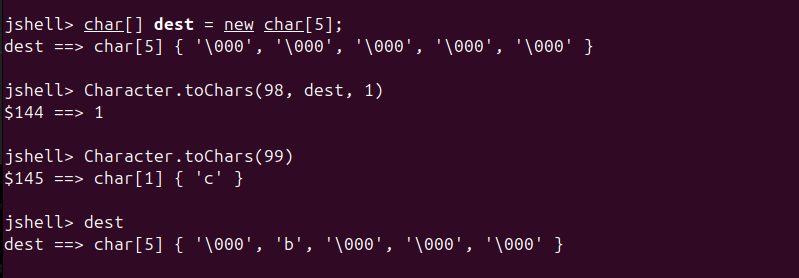 jshell> char[] dest = new char[5];
dest ==> char[5] { '\000', '\000', '\000', '\000', '\000' }
jshell> Character.toChars(98, dest, 1)
$144 ==> 1
jshell> Character.toChars(99)
$145 ==> char[1] { 'c' }
jshell> dest
dest ==> char[5] { '\000', 'b', '\000', '\000', '\000' }